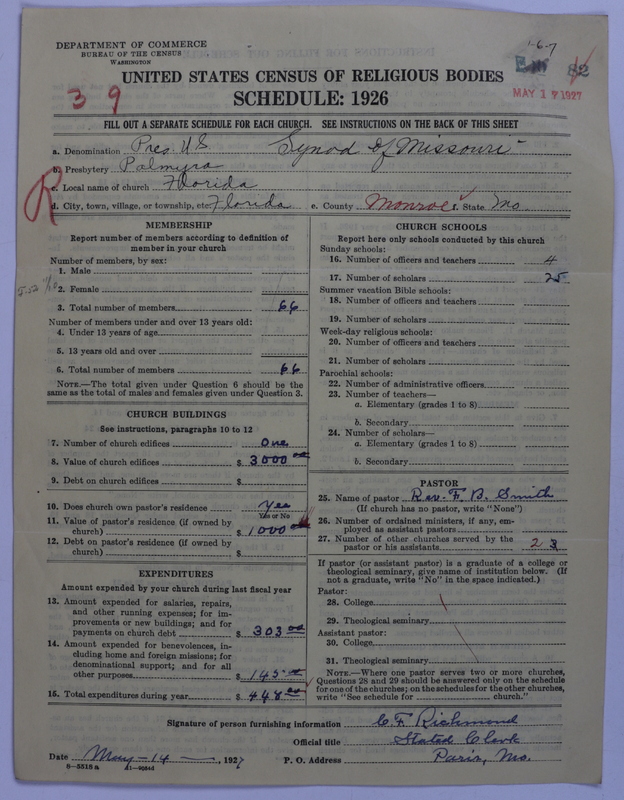 DEPARTMENT OF COMMERCE
BUREAU OF THE CENSUS
WASHINGTON
1-6-7
82
MAY 17 1927
UNITED STATES CENSUS OF RELIGIOUS BODIES
SCHEDULE: 1926
3 9
FILL OUT A SEPARATE SCHEDULE FOR EACH CHURCH. SEE INSTRUCTIONS ON THE BACK OF THIS SHEET
a. Denomination Pres. U.S Synod of Missouri
b. Presbytery Palmyra
c. Local name of church Florida
R
d. City, town, village, or township, etc. Florida e. County Monroe f. State Mo
MEMBERSHIP
Report number of members according to definition of
member in your church
Number of members, by sex:
1. Male
2. Female
3. Total number of members 66
Number of members under and over 13 years old:
4. Under 13 years of age
5. 13 years old and over
6. Total number of members 66
NOTE.—The total given under Question 6 should be the
same as the total of males and females given under Question 3.
CHURCH BUILDINGS
See instructions, paragraphs 10 to 12
7. Number of church edifices One
8. Value of church edifices $ 3000 00
9. Debt on church edifices $
10. Does church own pastor's residence Yes
Yes or No
11. Value of pastor's residence (if owned by
church) $ 1000
12. Debt on pastor's residence (if owned by
church) $
EXPENDITURES
Amount expended by your church during last fiscal year
13. Amount expended for salaries, repairs,
and other running expenses; for im-
provements or new buildings; and for
payments on church debt $ 303 00
14. Amount expended for benevolences, in-
cluding home and foreign missions; for
denominational support; and for all
other purposes $ 145
15. Total expenditures during year $ 448 00
CHURCH SCHOOLS
Report here only schools conducted by this church
Sunday schools:
16. Number of officers and teachers 4
17. Number of scholars 25
Summer vacation Bible schools:
18. Number of officers and teachers
19. Number of scholars
Week-day religious schools:
20. Number of officers and teachers
21. Number of scholars
Parochial schools:
22. Number of administrative officers
23. Number of teachers—
a. Elementary (grades 1 to 8)
b. Secondary
24. Number of scholars—
a. Elementary (grades 1 to 8)
b. Secondary
PASTOR
25. Name of pastor Rev. F. B. Smith
(If church has no pastor, write "None")
26. Number of ordained ministers, if any, em-
ployed as assistant pastors
27. Number of other churches served by the
pastor or his assistants 2 3
If pastor (or assistant pastor) is a graduate of a college or
theological seminary, give name of institution below. (If
not a graduate, write "No" in the space indicated.)
Pastor:
28. College
29. Theological seminary
Assistant pastor:
30. College
31. Theological seminary
NOTE.—Where one pastor serves two or more churches,
Questions 28 and 29 should be answered only on the schedule
for one of the churches; on the schedules for the other churches,
write "See schedule for church."
Signature of person furnishing information C. F. Richmond
Official title Stated Clerk
Date May-14 , 1927 P. O. Address Paris, Mo.